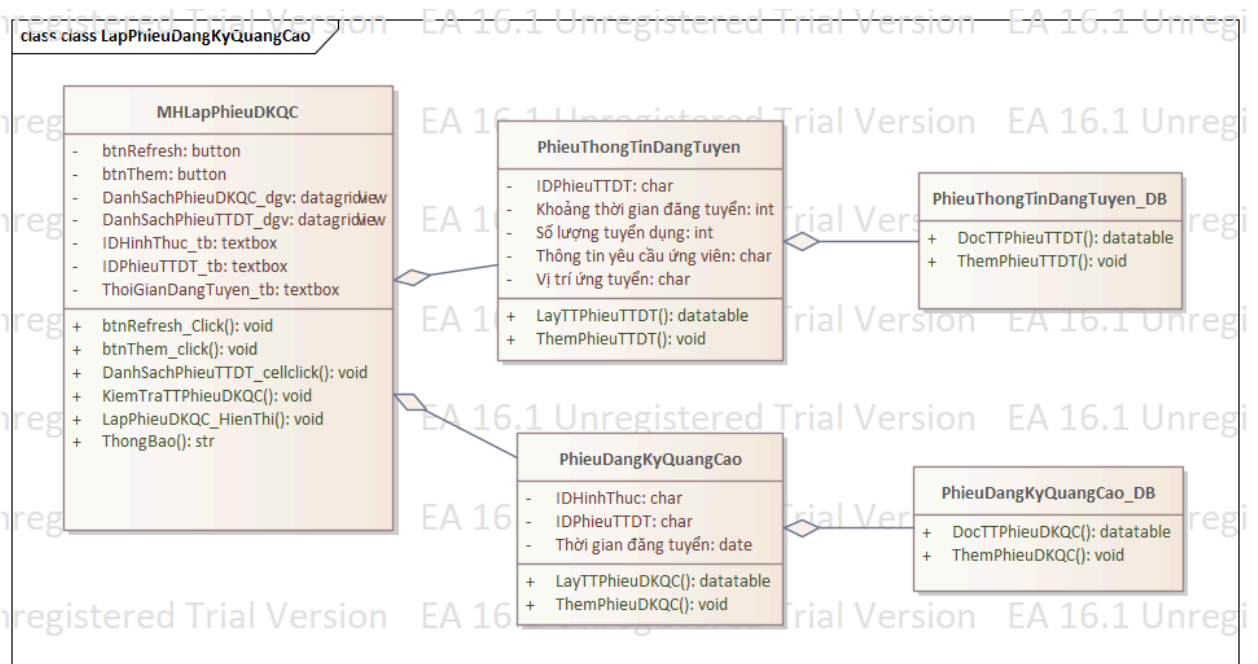 class class LapPhieuDangKyQuangCao
EA 16.1 Unregistered Trial Version
MHLapPhieuDKQC
- btnRefresh: button
- btnThem: button
- DanhSachPhieuDKQC_dgv: datagridview
- DanhSachPhieuTTDT_dgv: datagridview
- IDHinhThuc_tb: textbox
- IDPhieuTTDT_tb: textbox
- ThoiGianDangTuyen_tb: textbox
+ btnRefresh_Click(): void
+ btnThem_click(): void
+ DanhSachPhieuTTDT_cellclick(): void
+ KiemTraTTPhieuDKQC(): void
+ LapPhieuDKQC_HienThi(): void
+ ThongBao(): str
PhieuThongTinDangTuyen
- IDPhieuTTDT: char
- Khoảng thời gian đăng tuyển: int
- Số lượng tuyển dụng: int
- Thông tin yêu cầu ứng viên: char
- Vị trí ứng tuyển: char
+ LayTTPhieuTTDT(): datatable
+ ThemPhieuTTDT(): void
PhieuThongTinDangTuyen_DB
+ DocTTPhieuTTDT(): datatable
+ ThemPhieuTTDT(): void
PhieuDangKyQuangCao
- IDHinhThuc: char
- IDPhieuTTDT: char
- Thời gian đăng tuyển: date
+ LayTTPhieuDKQC(): datatable
+ ThemPhieuDKQC(): void
PhieuDangKyQuangCao_DB
+ DocTTPhieuDKQC(): datatable
+ ThemPhieuDKQC(): void